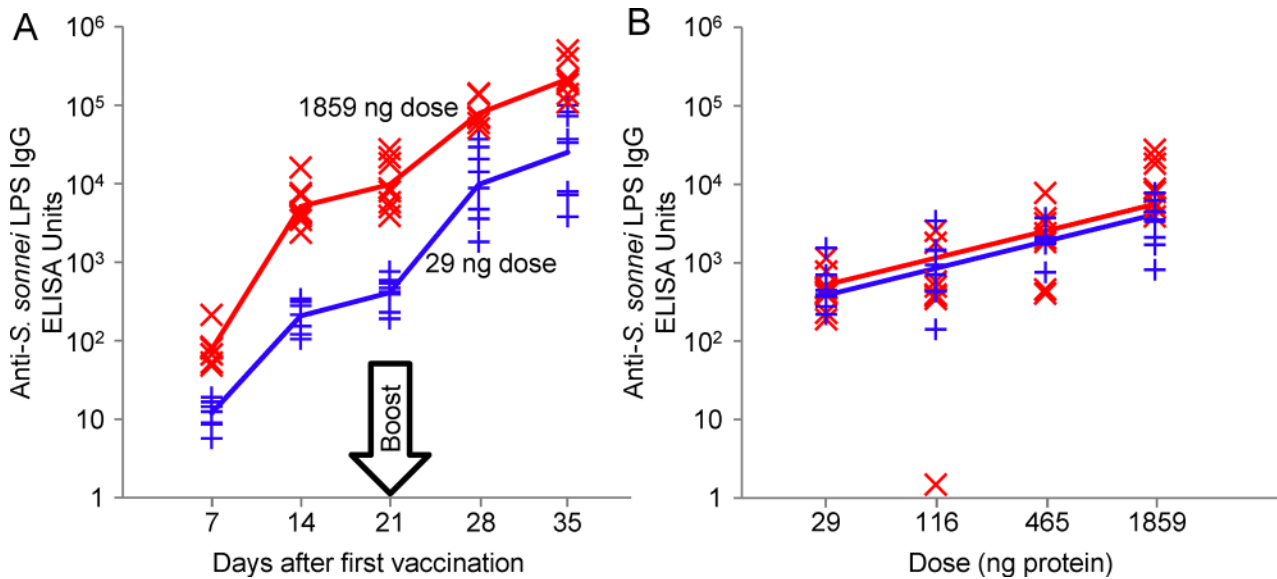 A
Anti-S. sonnei LPS IgG
ELISA Units
10⁶
10⁵
10⁴
10³
10²
10
1
1859 ng dose
29 ng dose
Boost
7 14 21 28 35
Days after first vaccination
B
Anti-S. sonnei LPS IgG
ELISA Units
10⁶
10⁵
10⁴
10³
10²
10
1
29 116 465 1859
Dose (ng protein)